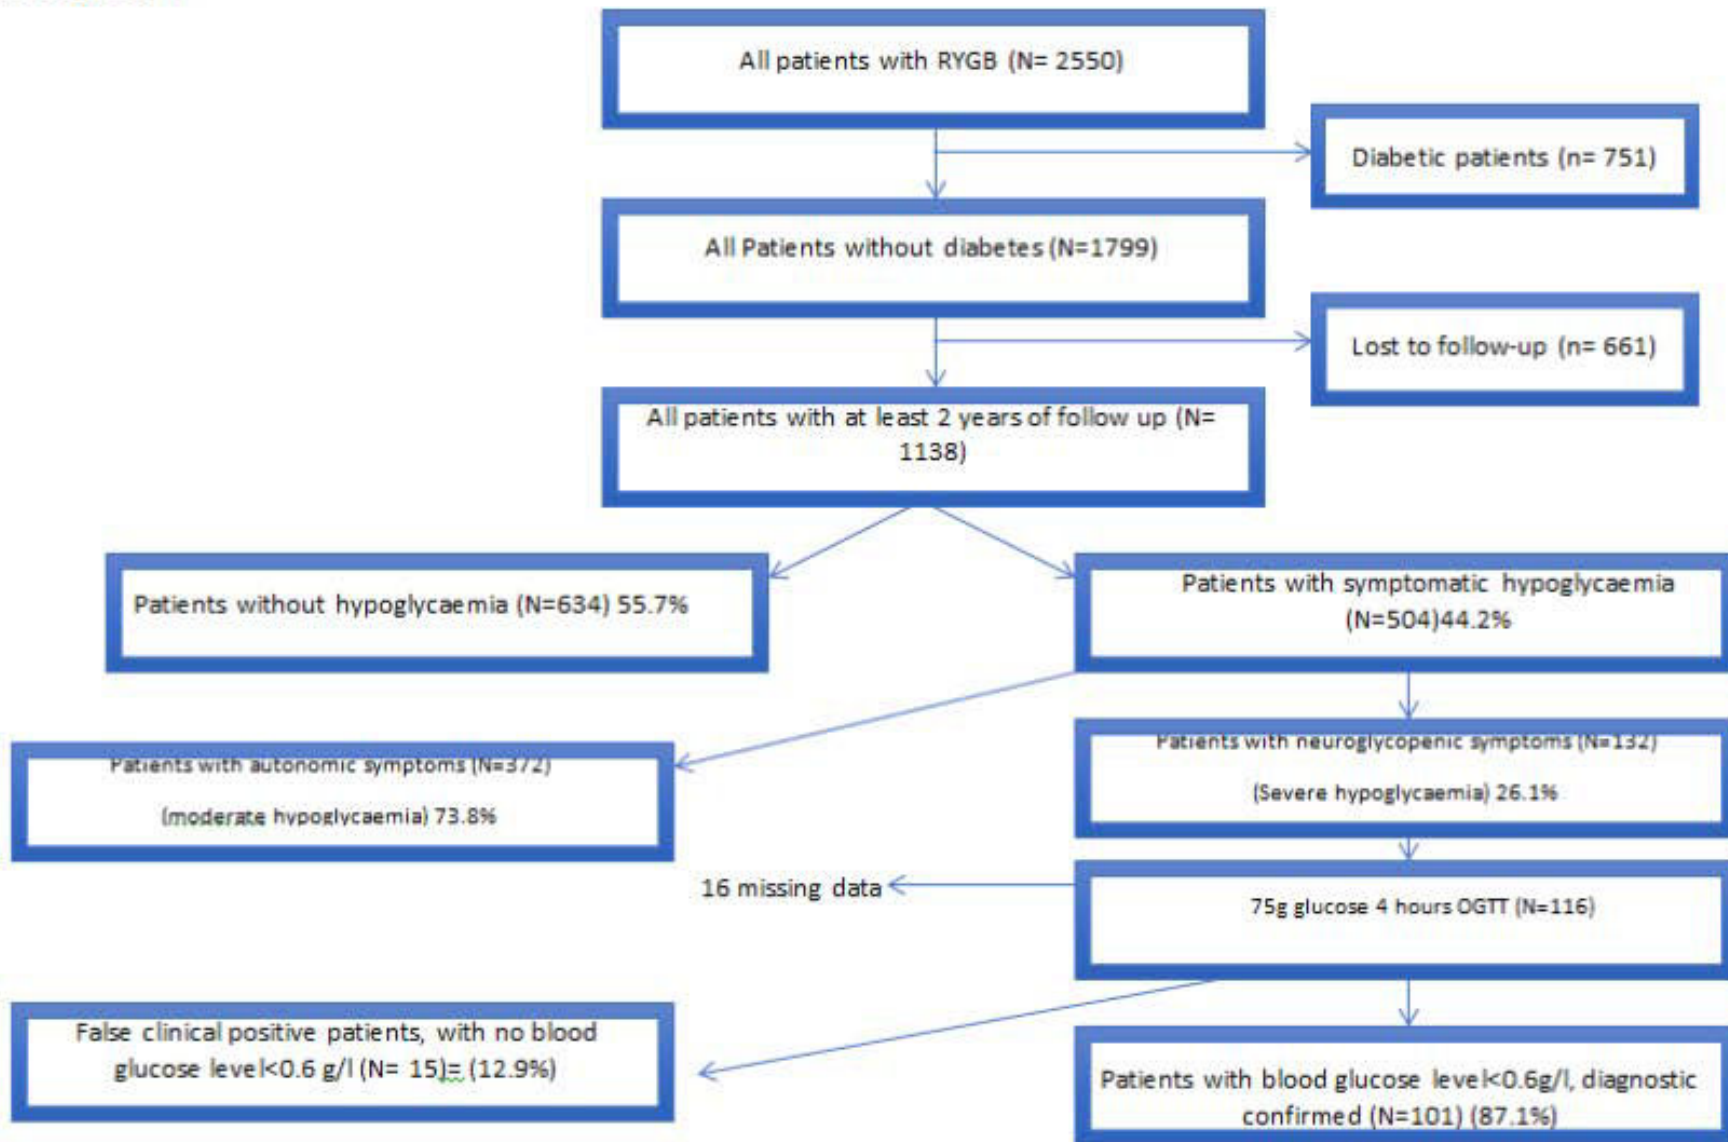 All patients with RYGB (N= 2550)
Diabetic patients (n= 751)
All Patients without diabetes (N=1799)
Lost to follow-up (n= 661)
All patients with at least 2 years of follow up (N=
1138)
Patients without hypoglycaemia (N=634) 55.7%
Patients with symptomatic hypoglycaemia
(N=504)44.2%
Patients with autonomic symptoms (N=372)
(moderate hypoglycaemia) 73.8%
Patients with neuroglycopenic symptoms (N=132)
(Severe hypoglycaemia) 26.1%
16 missing data
75g glucose 4 hours OGTT (N=116)
False clinical positive patients, with no blood
glucose level<0.6 g/l (N= 15)= (12.9%)
Patients with blood glucose level<0.6g/l, diagnostic
confirmed (N=101) (87.1%)